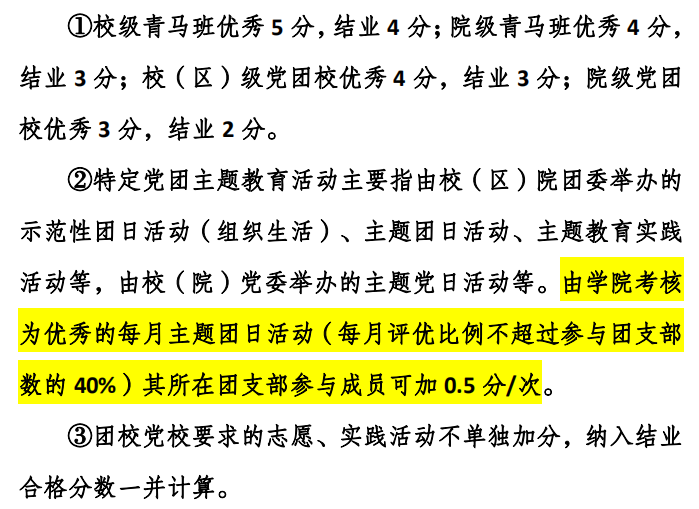 ①校级青马班优秀 5 分，结业 4 分；院级青马班优秀 4 分，
结业 3 分；校（区）级党团校优秀 4 分，结业 3 分；院级党团
校优秀 3 分，结业 2 分。
②特定党团主题教育活动主要指由校（区）院团委举办的
示范性团日活动（组织生活）、主题团日活动、主题教育实践
活动等，由校（院）党委举办的主题党日活动等。由学院考核
为优秀的每月主题团日活动（每月评优比例不超过参与团支部
数的 40%）其所在团支部参与成员可加 0.5 分/次。
③团校党校要求的志愿、实践活动不单独加分，纳入结业
合格分数一并计算。